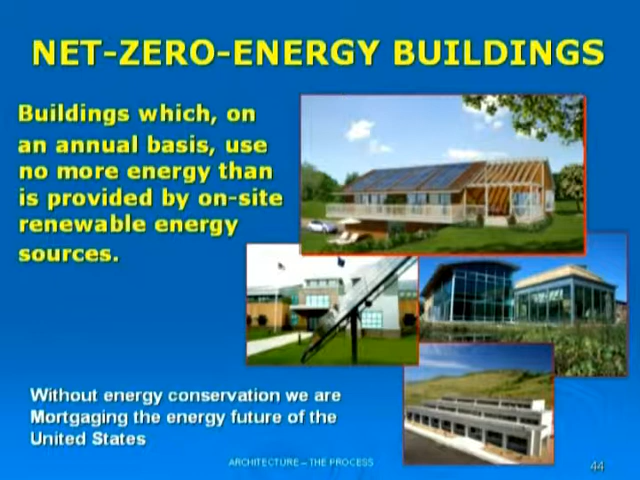 NET-ZERO-ENERGY BUILDINGS
Buildings which, on
an annual basis, use
no more energy than
is provided by on-site
renewable energy
sources.
Without energy conservation we are
Mortgaging the energy future of the
United States
ARCHITECTURE – THE PROCESS
44